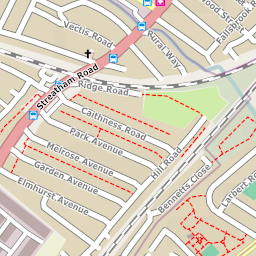 Vectis Road
Rural Way
Streatham Road
Ridge Road
Caithness Road
Park Avenue
Melrose Avenue
Garden Avenue
Elmhurst Avenue
Hill Road
Bennetts Close